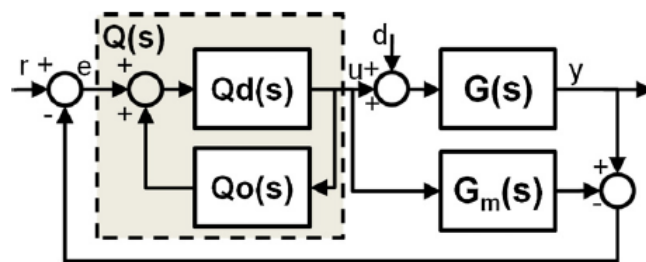 Q(s)
d
r + e + Qd(s) u + G(s) y
- + +
+
Qo(s) Gm(s) -